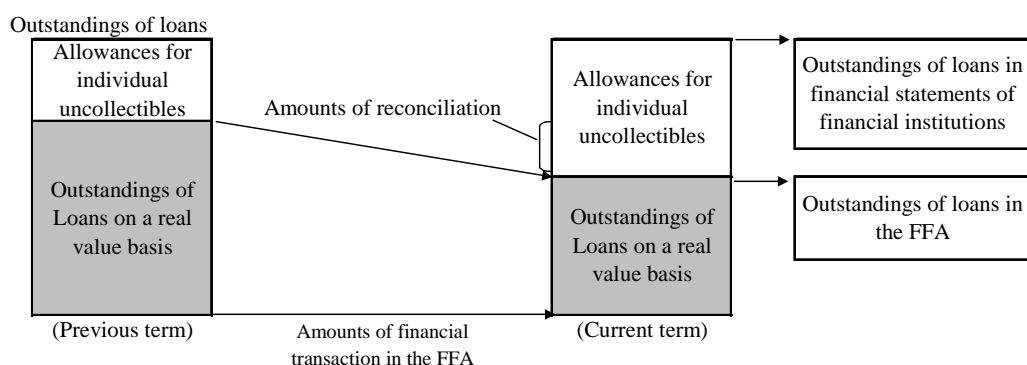 Outstandings of loans
Allowances for
individual
uncollectibles
Outstandings of
Loans on a real
value basis
(Previous term)
Amounts of reconciliation
Amounts of financial
transaction in the FFA
Allowances for
individual
uncollectibles
Outstandings of
Loans on a real
value basis
(Current term)
Outstandings of loans in
financial statements of
financial institutions
Outstandings of loans in
the FFA